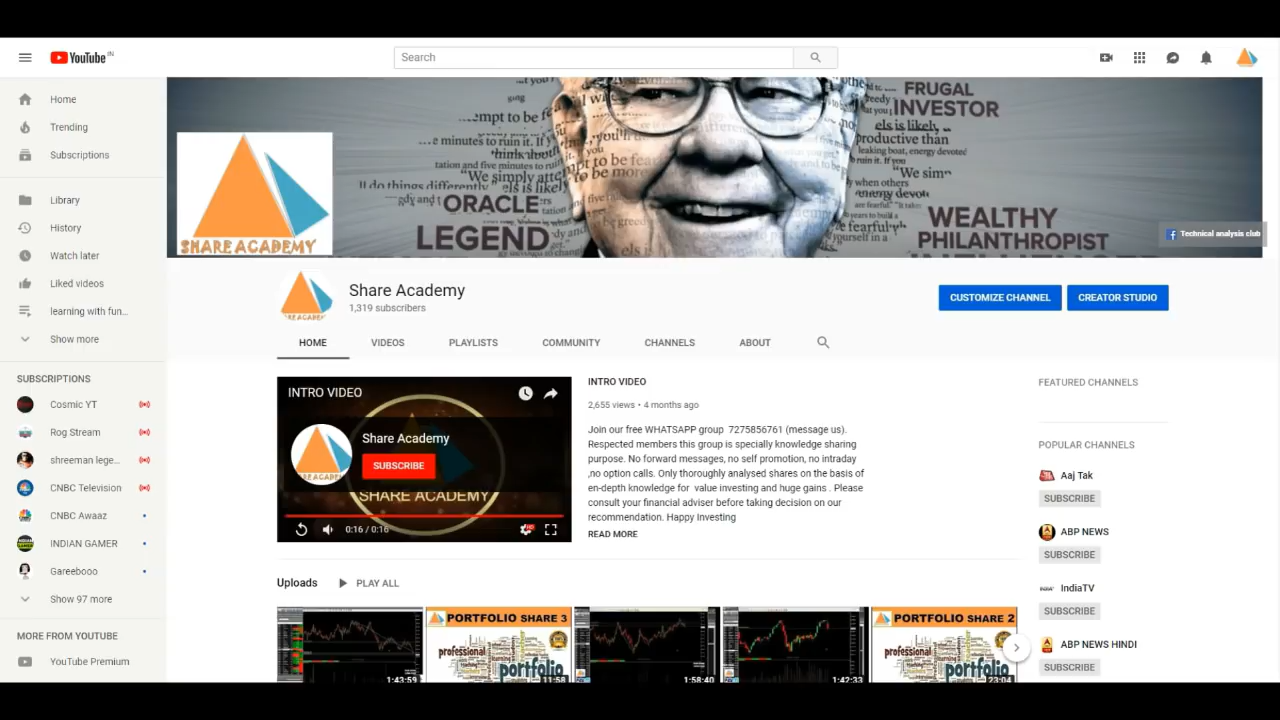 YouTube IN
Search
Home
Trending
Subscriptions
Library
History
Watch later
Liked videos
learning with fun...
Show more
SUBSCRIPTIONS
Cosmic YT
Rog Stream
shreeman lege...
CNBC Television
CNBC Awaaz
INDIAN GAMER
Gareebooo
Show 97 more
MORE FROM YOUTUBE
YouTube Premium
SHARE ACADEMY
ORACLE
LEGEND
FRUGAL
INVESTOR
els is likely
productive than
leaking boat, energy devoted
WEALTHY
PHILANTHROPIST
Technical analysis club
Share Academy
1,319 subscribers
CUSTOMIZE CHANNEL
CREATOR STUDIO
HOME
VIDEOS
PLAYLISTS
COMMUNITY
CHANNELS
ABOUT
INTRO VIDEO
Share Academy
SUBSCRIBE
SHARE ACADEMY
0:16 / 0:16
INTRO VIDEO
2,655 views • 4 months ago
Join our free WHATSAPP group 7275856761 (message us).
Respected members this group is specially knowledge sharing
purpose. No forward messages, no self promotion, no intraday
,no option calls. Only thoroughly analysed shares on the basis of
en-depth knowledge for value investing and huge gains . Please
consult your financial adviser before taking decision on our
recommendation. Happy Investing
READ MORE
Uploads
PLAY ALL
1:43:59
PORTFOLIO SHARE 3
professional
portfolio
11:58
1:58:40
1:42:33
PORTFOLIO SHARE 2
professional
portfolio
23:04
FEATURED CHANNELS
POPULAR CHANNELS
Aaj Tak
SUBSCRIBE
ABP NEWS
SUBSCRIBE
IndiaTV
SUBSCRIBE
ABP NEWS HINDI
SUBSCRIBE